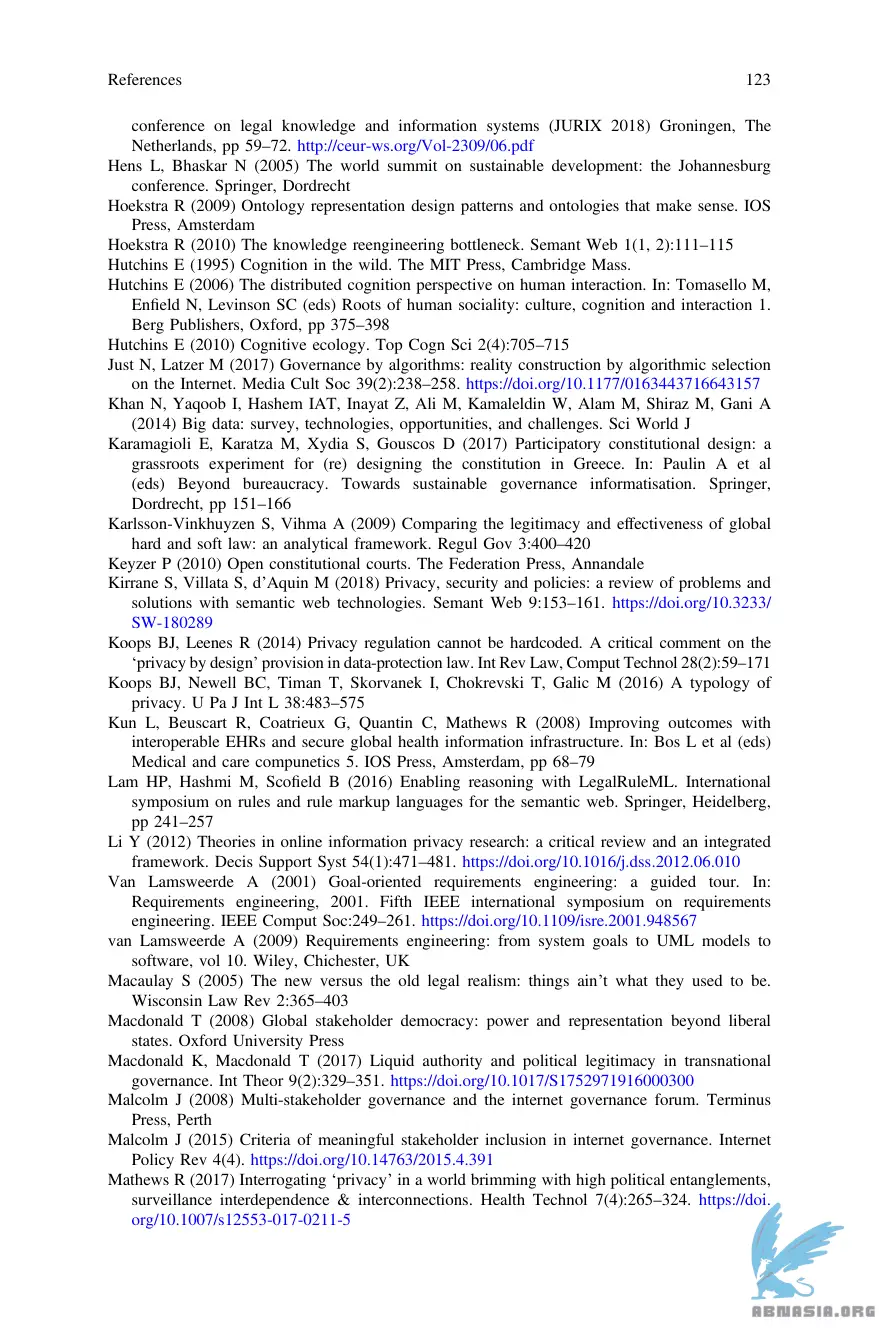 References 123
conference on legal knowledge and information systems (JURIX 2018) Groningen, The
Netherlands, pp 59–72. http://ceur-ws.org/Vol-2309/06.pdf
Hens L, Bhaskar N (2005) The world summit on sustainable development: the Johannesburg
conference. Springer, Dordrecht
Hoekstra R (2009) Ontology representation design patterns and ontologies that make sense. IOS
Press, Amsterdam
Hoekstra R (2010) The knowledge reengineering bottleneck. Semant Web 1(1, 2):111–115
Hutchins E (1995) Cognition in the wild. The MIT Press, Cambridge Mass.
Hutchins E (2006) The distributed cognition perspective on human interaction. In: Tomasello M,
Enfield N, Levinson SC (eds) Roots of human sociality: culture, cognition and interaction 1.
Berg Publishers, Oxford, pp 375–398
Hutchins E (2010) Cognitive ecology. Top Cogn Sci 2(4):705–715
Just N, Latzer M (2017) Governance by algorithms: reality construction by algorithmic selection
on the Internet. Media Cult Soc 39(2):238–258. https://doi.org/10.1177/0163443716643157
Khan N, Yaqoob I, Hashem IAT, Inayat Z, Ali M, Kamaleldin W, Alam M, Shiraz M, Gani A
(2014) Big data: survey, technologies, opportunities, and challenges. Sci World J
Karamagioli E, Karatza M, Xydia S, Gouscos D (2017) Participatory constitutional design: a
grassroots experiment for (re) designing the constitution in Greece. In: Paulin A et al
(eds) Beyond bureaucracy. Towards sustainable governance informatisation. Springer,
Dordrecht, pp 151–166
Karlsson-Vinkhuyzen S, Vihma A (2009) Comparing the legitimacy and effectiveness of global
hard and soft law: an analytical framework. Regul Gov 3:400–420
Keyzer P (2010) Open constitutional courts. The Federation Press, Annandale
Kirrane S, Villata S, d’Aquin M (2018) Privacy, security and policies: a review of problems and
solutions with semantic web technologies. Semant Web 9:153–161. https://doi.org/10.3233/
SW-180289
Koops BJ, Leenes R (2014) Privacy regulation cannot be hardcoded. A critical comment on the
‘privacy by design’ provision in data-protection law. Int Rev Law, Comput Technol 28(2):59–171
Koops BJ, Newell BC, Timan T, Skorvanek I, Chokrevski T, Galic M (2016) A typology of
privacy. U Pa J Int L 38:483–575
Kun L, Beuscart R, Coatrieux G, Quantin C, Mathews R (2008) Improving outcomes with
interoperable EHRs and secure global health information infrastructure. In: Bos L et al (eds)
Medical and care compunetics 5. IOS Press, Amsterdam, pp 68–79
Lam HP, Hashmi M, Scofield B (2016) Enabling reasoning with LegalRuleML. International
symposium on rules and rule markup languages for the semantic web. Springer, Heidelberg,
pp 241–257
Li Y (2012) Theories in online information privacy research: a critical review and an integrated
framework. Decis Support Syst 54(1):471–481. https://doi.org/10.1016/j.dss.2012.06.010
Van Lamsweerde A (2001) Goal-oriented requirements engineering: a guided tour. In:
Requirements engineering, 2001. Fifth IEEE international symposium on requirements
engineering. IEEE Comput Soc:249–261. https://doi.org/10.1109/isre.2001.948567
van Lamsweerde A (2009) Requirements engineering: from system goals to UML models to
software, vol 10. Wiley, Chichester, UK
Macaulay S (2005) The new versus the old legal realism: things ain’t what they used to be.
Wisconsin Law Rev 2:365–403
Macdonald T (2008) Global stakeholder democracy: power and representation beyond liberal
states. Oxford University Press
Macdonald K, Macdonald T (2017) Liquid authority and political legitimacy in transnational
governance. Int Theor 9(2):329–351. https://doi.org/10.1017/S1752971916000300
Malcolm J (2008) Multi-stakeholder governance and the internet governance forum. Terminus
Press, Perth
Malcolm J (2015) Criteria of meaningful stakeholder inclusion in internet governance. Internet
Policy Rev 4(4). https://doi.org/10.14763/2015.4.391
Mathews R (2017) Interrogating ‘privacy’ in a world brimming with high political entanglements,
surveillance interdependence & interconnections. Health Technol 7(4):265–324. https://doi.
org/10.1007/s12553-017-0211-5
ABNASIA.ORG